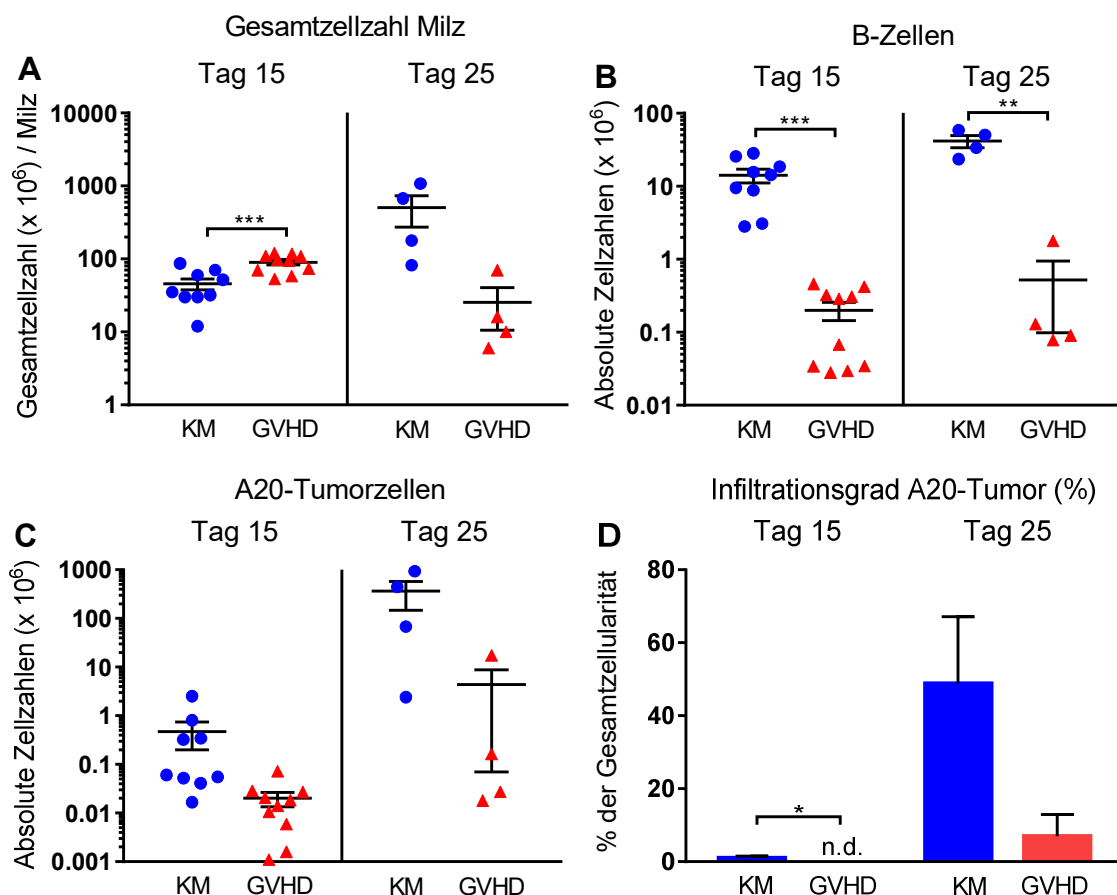 Gesamtzellzahl Milz
A
Tag 15
Tag 25
Gesamtzellzahl (x 10⁶) / Milz
10000
1000
100
10
1
***
KM
GVHD
KM
GVHD
B-Zellen
B
Tag 15
Tag 25
Absolute Zellzahlen (x 10⁶)
100
10
1
0.1
0.01
***
**
KM
GVHD
KM
GVHD
A20-Tumorzellen
C
Tag 15
Tag 25
Absolute Zellzahlen (x 10⁶)
1000
100
10
1
0.1
0.01
0.001
KM
GVHD
KM
GVHD
Infiltrationsgrad A20-Tumor (%)
D
Tag 15
Tag 25
% der Gesamtzellularität
80
60
40
20
0
*
n.d.
KM
GVHD
KM
GVHD